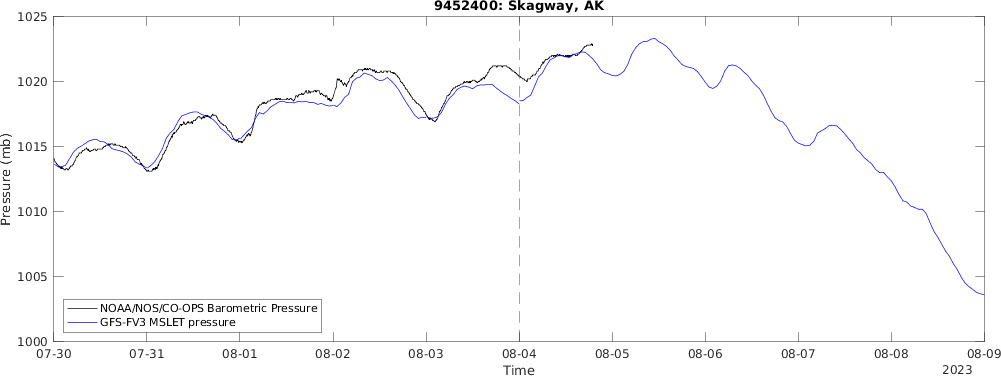 9452400: Skagway, AK
Pressure (mb)
1025
1020
1015
1010
1005
1000
NOAA/NOS/CO-OPS Barometric Pressure
GFS-FV3 MSLET pressure
07-30 07-31 08-01 08-02 08-03 08-04 08-05 08-06 08-07 08-08 08-09
Time
2023